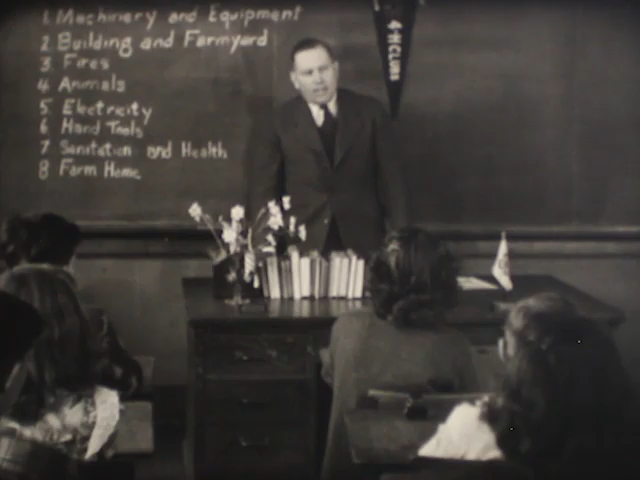 1. Machinery and Equipment
2 Building and Farmyard
3 Fires
4 Animals
5 Electricity
6 Hand Tools
7 Sanitation and Health
8 Farm Home
4-H CLUBS